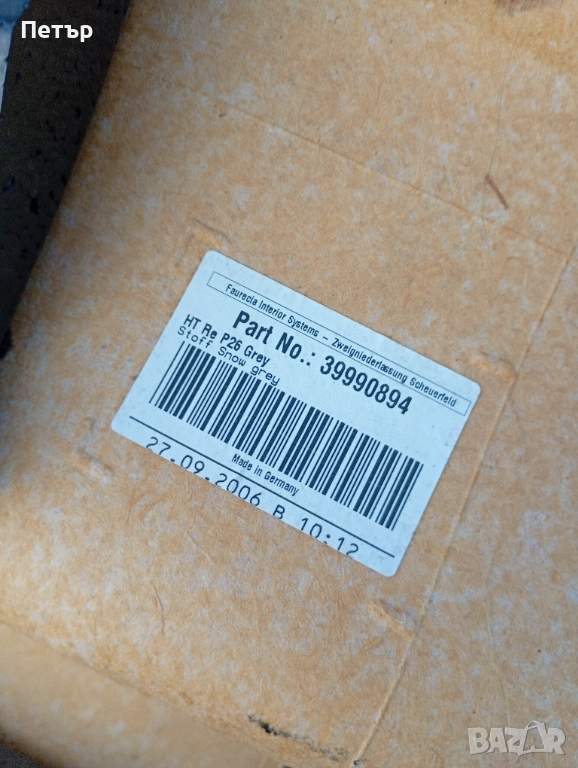 Петър
Faurecia Interior Systems - Zweigniederlassung Scheuerfeld
Part No.: 39990894
HT Re P26 Grey
Stoff Snow grey
Made in Germany
27.09.2006 B 10:12
BAZAR